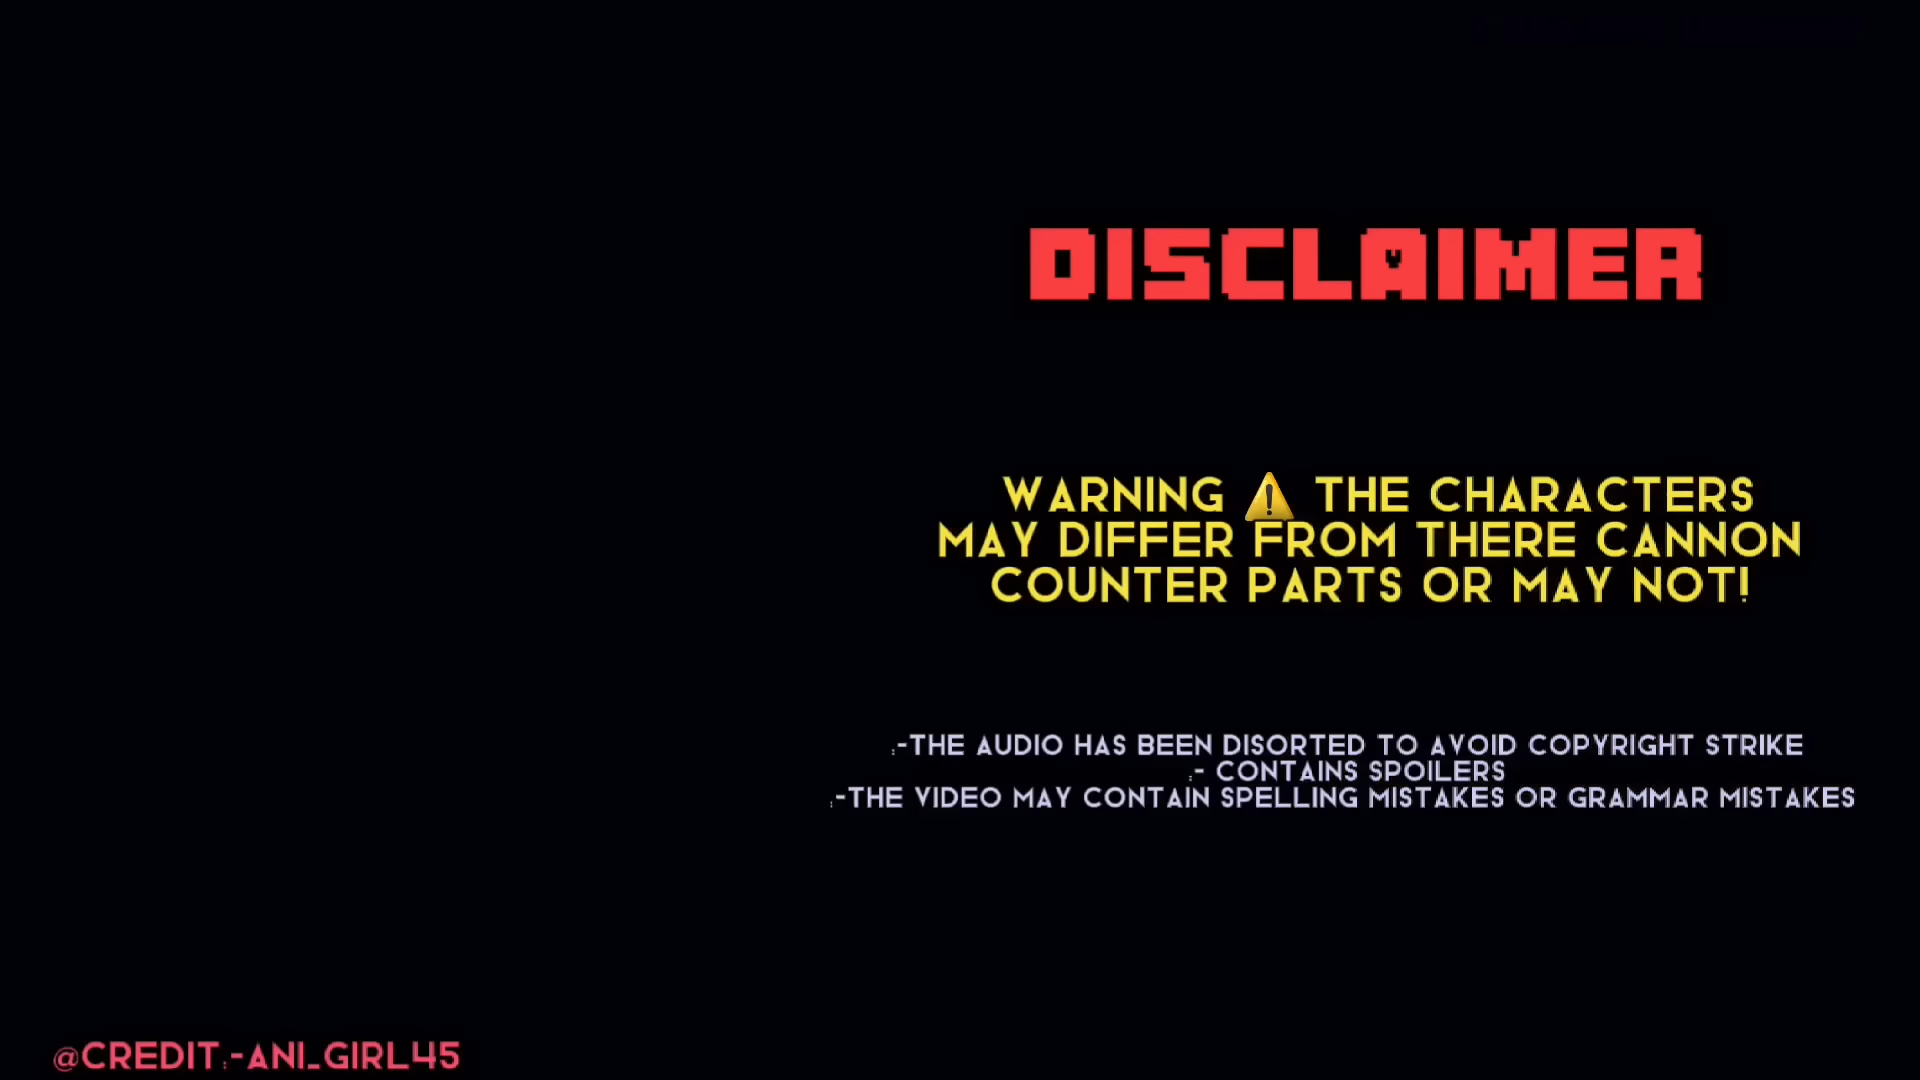 DISCLAIMER
WARNING ⚠️ THE CHARACTERS
MAY DIFFER FROM THERE CANNON
COUNTER PARTS OR MAY NOT!
:-THE AUDIO HAS BEEN DISORTED TO AVOID COPYRIGHT STRIKE
:- CONTAINS SPOILERS
:-THE VIDEO MAY CONTAIN SPELLING MISTAKES OR GRAMMAR MISTAKES
@CREDIT:-ANI_GIRL45